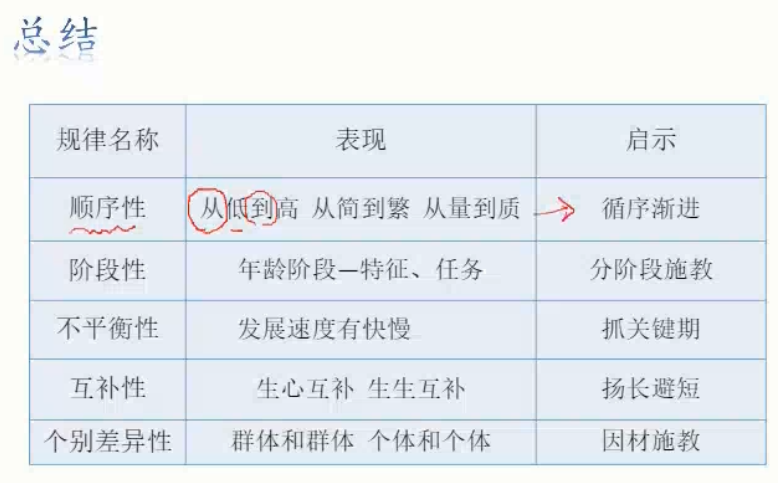 总结
规律名称 表现 启示
顺序性 从低到高 从简到繁 从量到质 循序渐进
阶段性 年龄阶段—特征、任务 分阶段施教
不平衡性 发展速度有快慢 抓关键期
互补性 生心互补 生生互补 扬长避短
个别差异性 群体和群体 个体和个体 因材施教